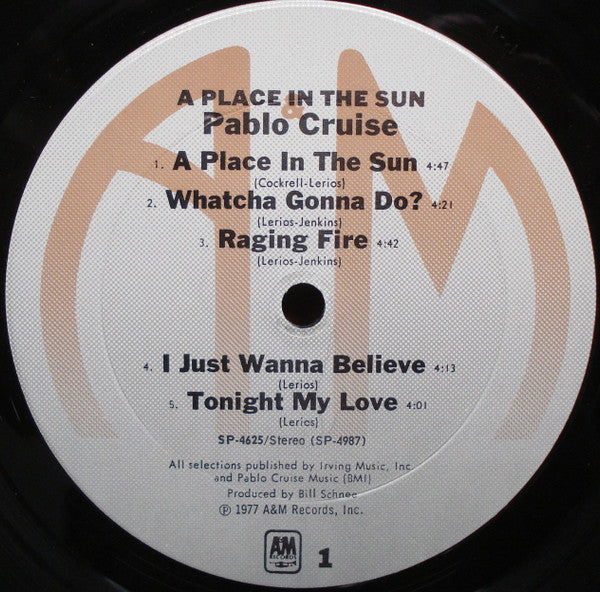 A&M
A PLACE IN THE SUN
Pablo Cruise
1. A Place In The Sun 4:47
(Cockrell-Lerios)
2. Whatcha Gonna Do? 4:21
(Lerios-Jenkins)
3. Raging Fire 4:42
(Lerios-Jenkins)
4. I Just Wanna Believe 4:13
(Lerios)
5. Tonight My Love 4:01
(Lerios)
SP-4625/Stereo (SP-4987)
All selections published by Irving Music, Inc
and Pablo Cruise Music (BMI)
Produced by Bill Schnee
℗ 1977 A&M Records, Inc.
A&M
RECORDS
1